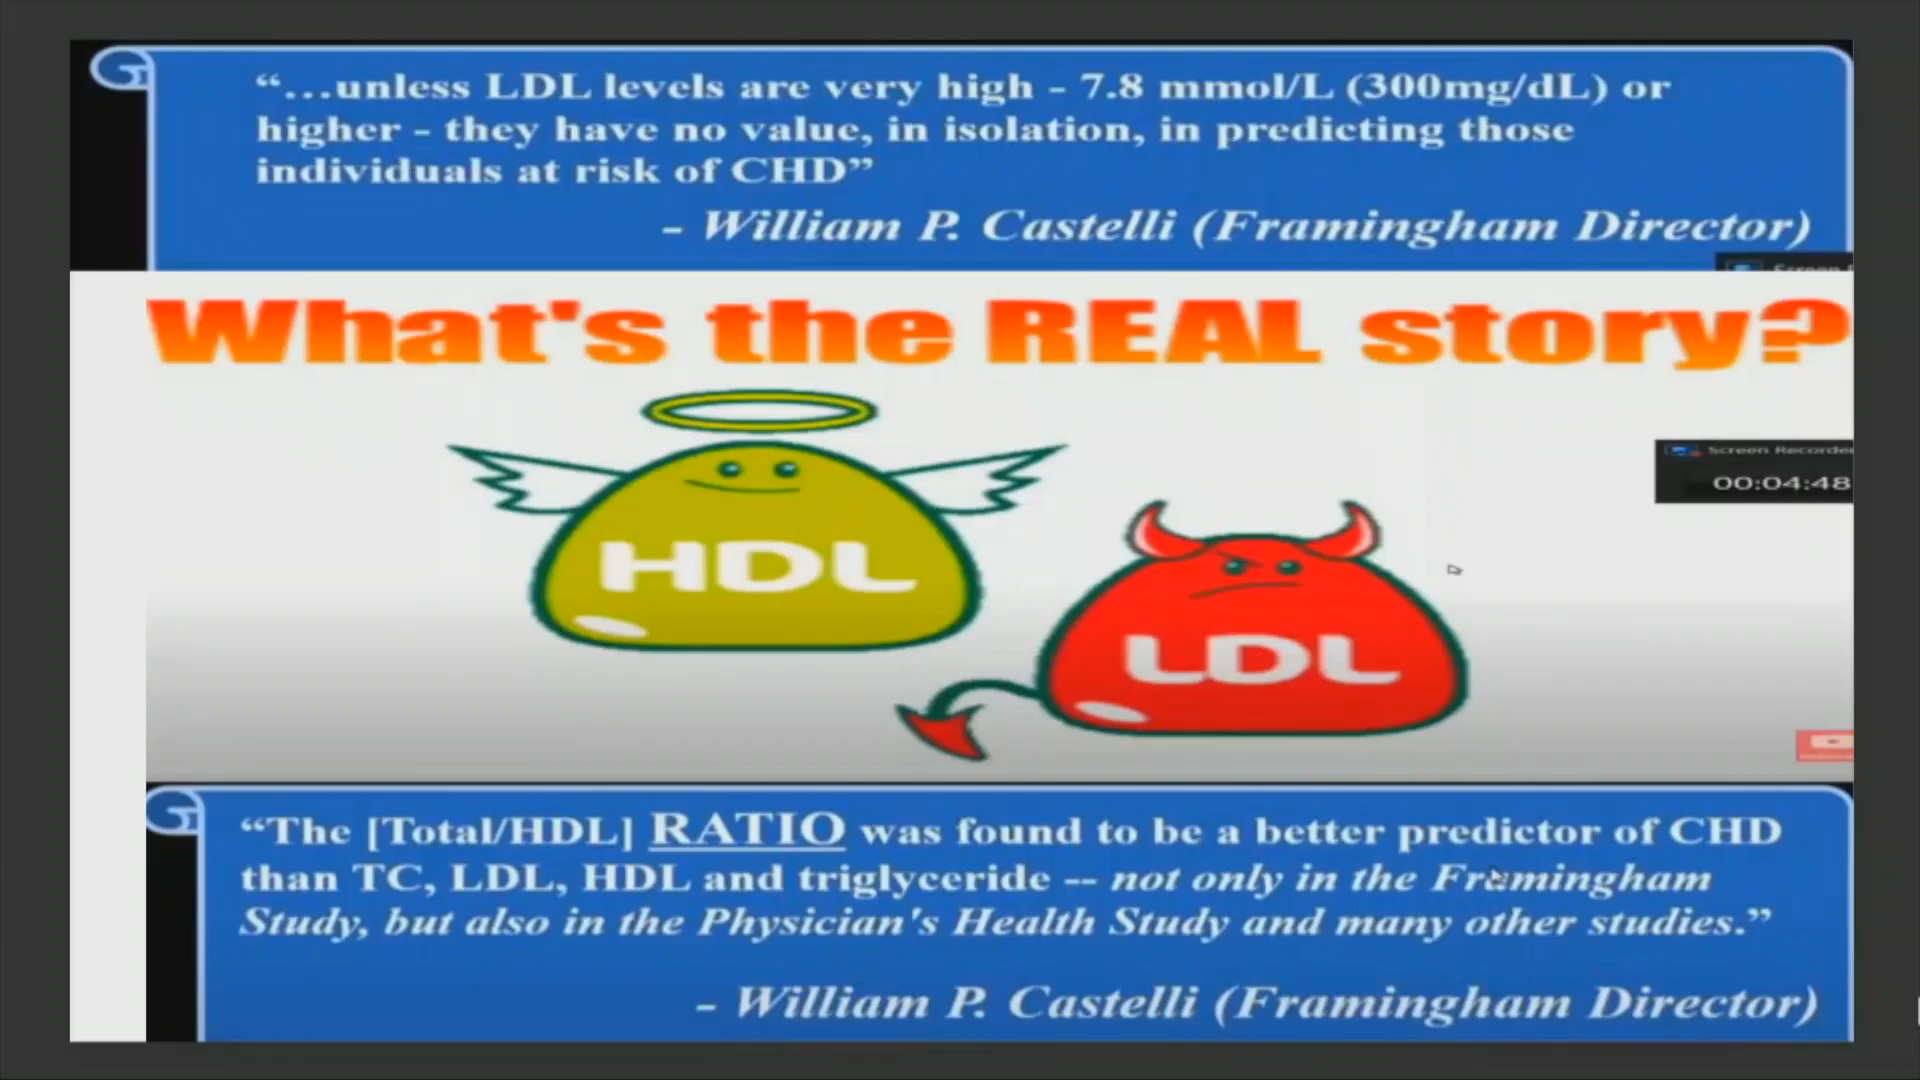 “...unless LDL levels are very high - 7.8 mmol/L (300mg/dL) or
higher - they have no value, in isolation, in predicting those
individuals at risk of CHD”
- William P. Castelli (Framingham Director)
Screen
What's the REAL story?
Screen Recorder
00:04:48
HDL
LDL
“The [Total/HDL] RATIO was found to be a better predictor of CHD
than TC, LDL, HDL and triglyceride -- not only in the Framingham
Study, but also in the Physician's Health Study and many other studies.”
- William P. Castelli (Framingham Director)